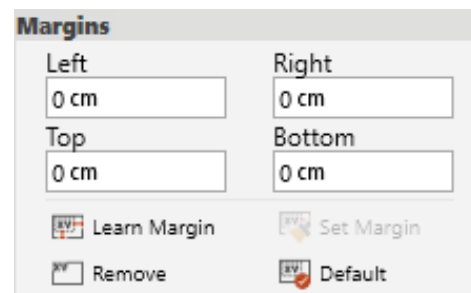 Margins
Left Right
0 cm 0 cm
Top Bottom
0 cm 0 cm
Learn Margin Set Margin
Remove Default